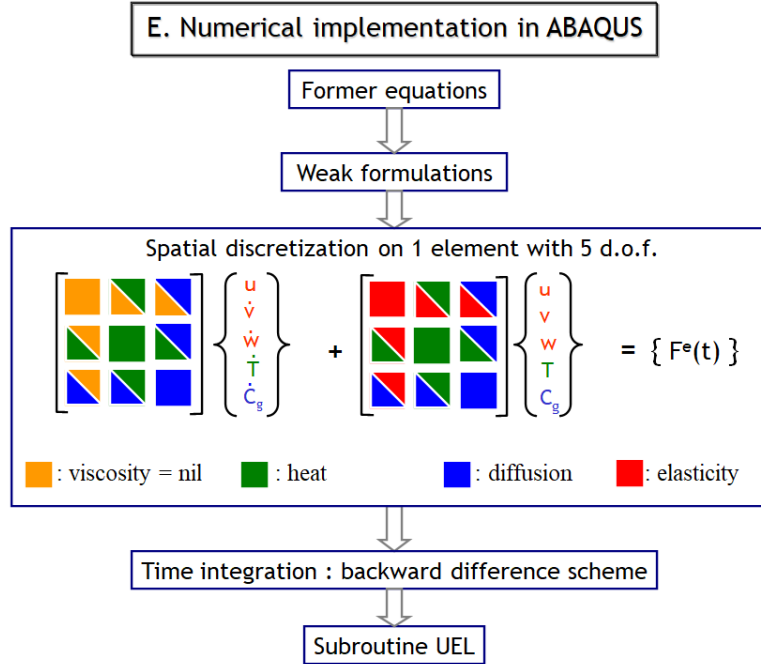 E. Numerical implementation in ABAQUS
Former equations
Weak formulations
Spatial discretization on 1 element with 5 d.o.f.
u
v̇
ẇ
Ṫ
Ċg
+
u
v
w
T
Cg
= { Fᵉ(t) }
: viscosity = nil : heat : diffusion : elasticity
Time integration : backward difference scheme
Subroutine UEL